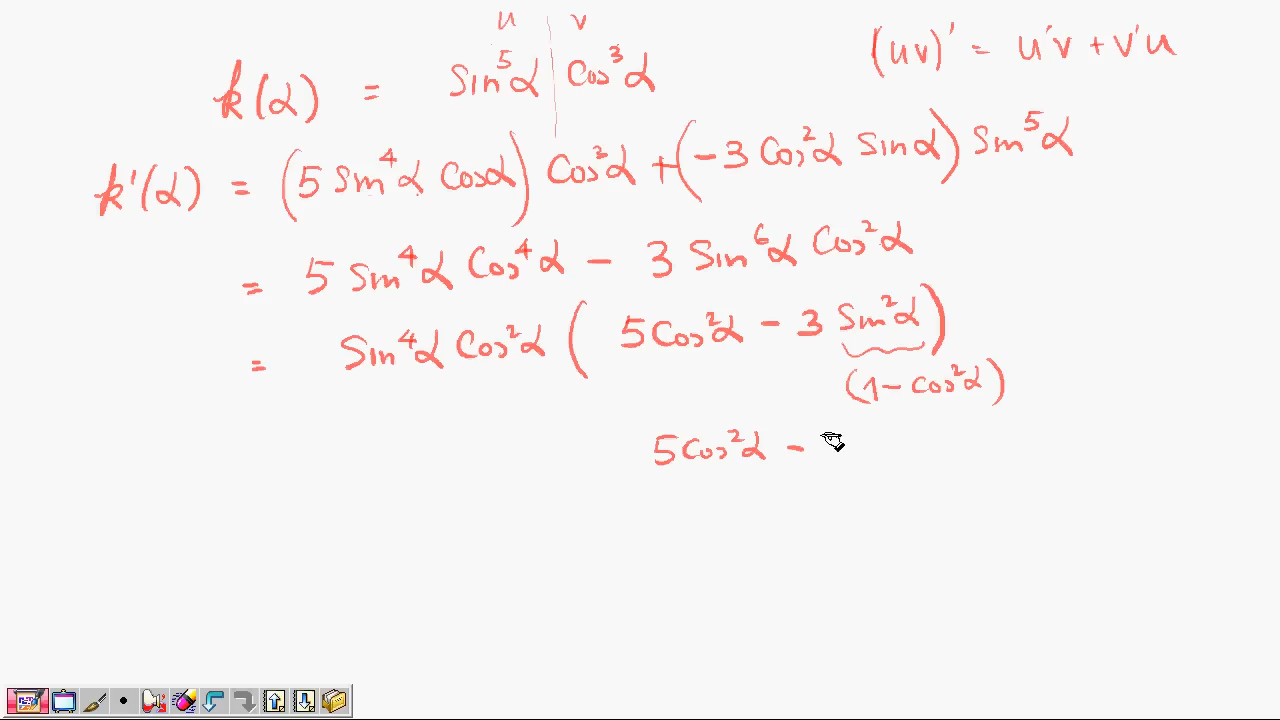 u | v
k(α) = Sin⁵α Cos³α
(uv)' = u'v + v'u
k'(α) = (5 Sin⁴α Cosα) Cos³α + (-3 Cos²α Sinα) Sin⁵α
= 5 Sin⁴α Cos⁴α - 3 Sin⁶α Cos²α
= Sin⁴α Cos²α (5Cos²α - 3 Sin²α)
(1 - Cos²α)
5Cos²α -